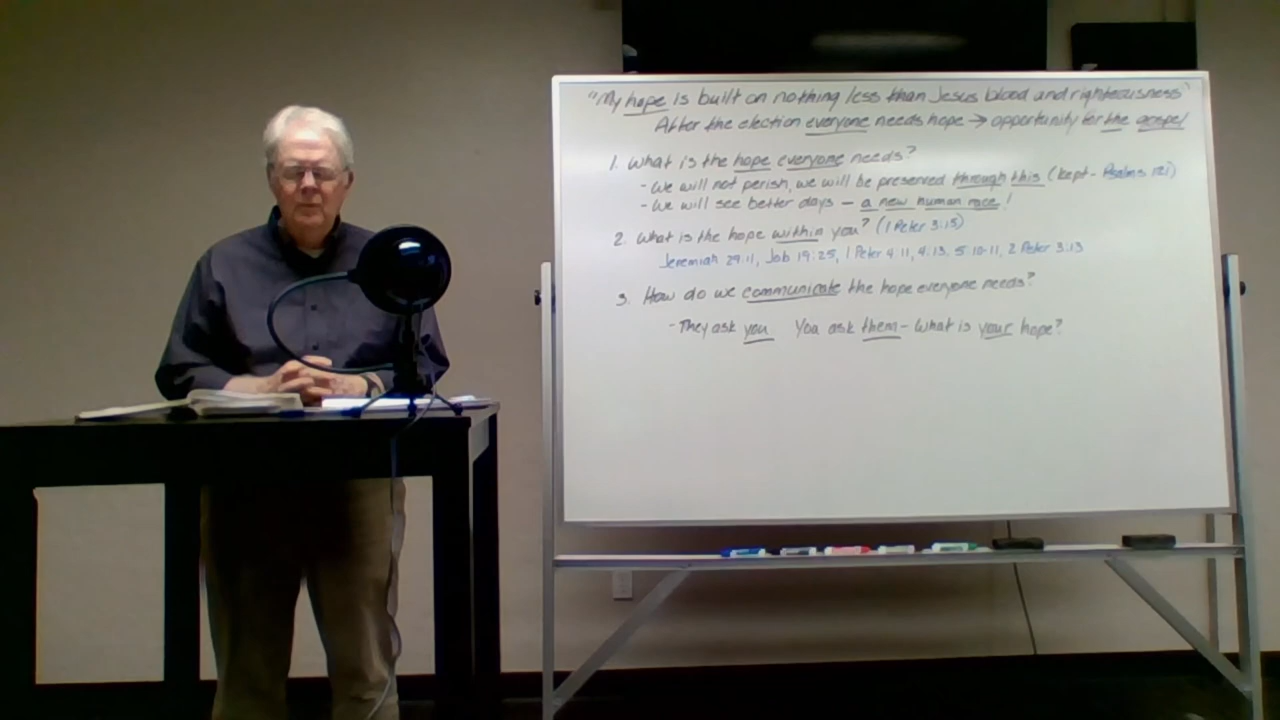 "My hope is built on nothing less than Jesus blood and righteousness"
After the election everyone needs hope → opportunity for the gospel
1. What is the hope everyone needs?
- We will not perish, we will be preserved through this (kept - Psalms 121)
- We will see better days — a new human race!
2. What is the hope within you? (1 Peter 3:15)
Jeremiah 29:11, Job 19:25, 1 Peter 4:11, 4:13, 5:10-11, 2 Peter 3:13
3. How do we communicate the hope everyone needs?
- They ask you You ask them - What is your hope?